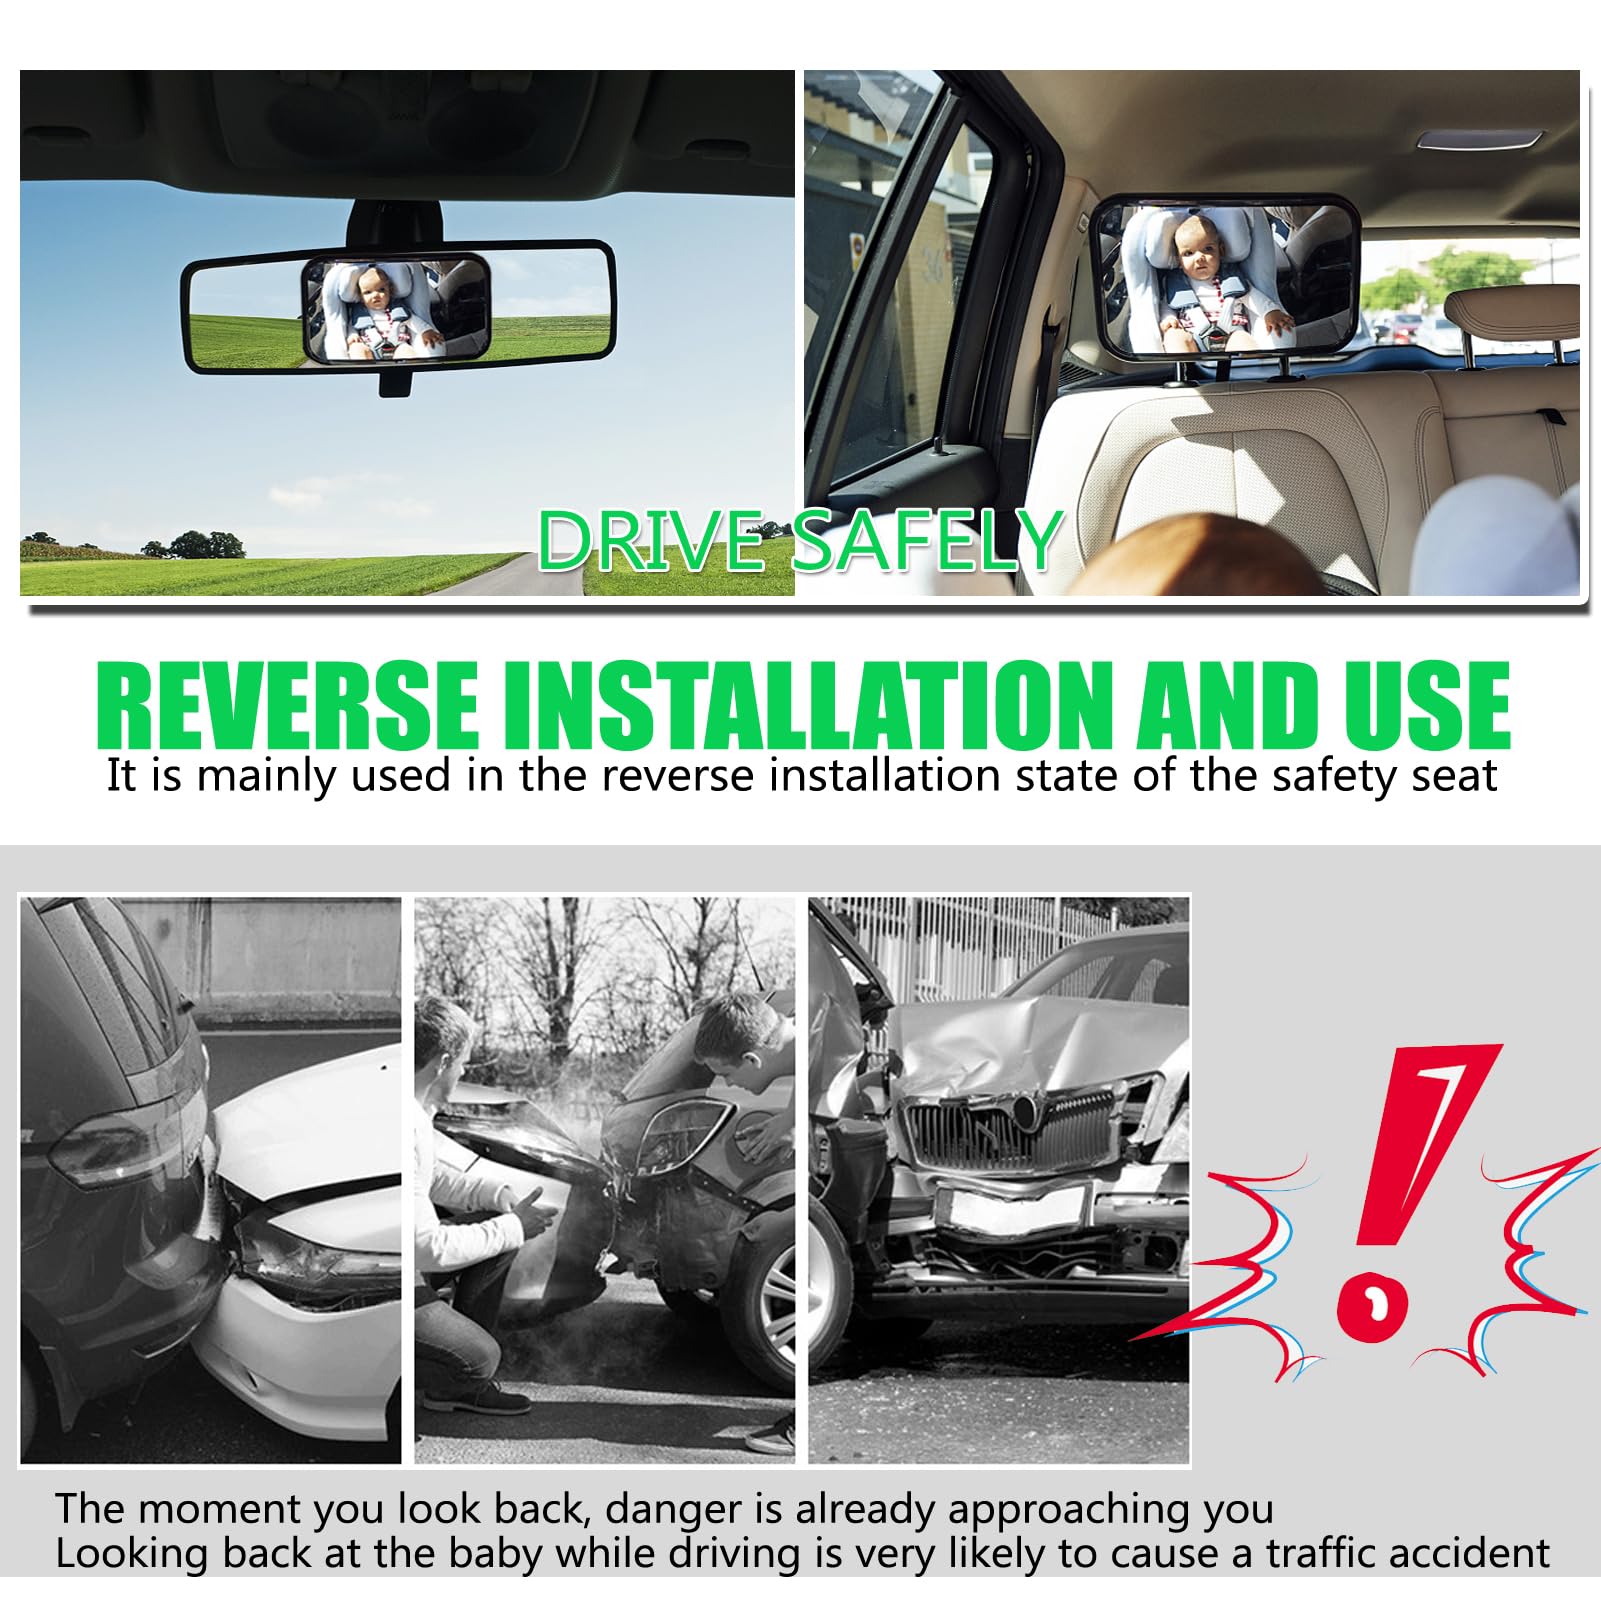 DRIVE SAFELY
REVERSE INSTALLATION AND USE
It is mainly used in the reverse installation state of the safety seat
The moment you look back, danger is already approaching you
Looking back at the baby while driving is very likely to cause a traffic accident